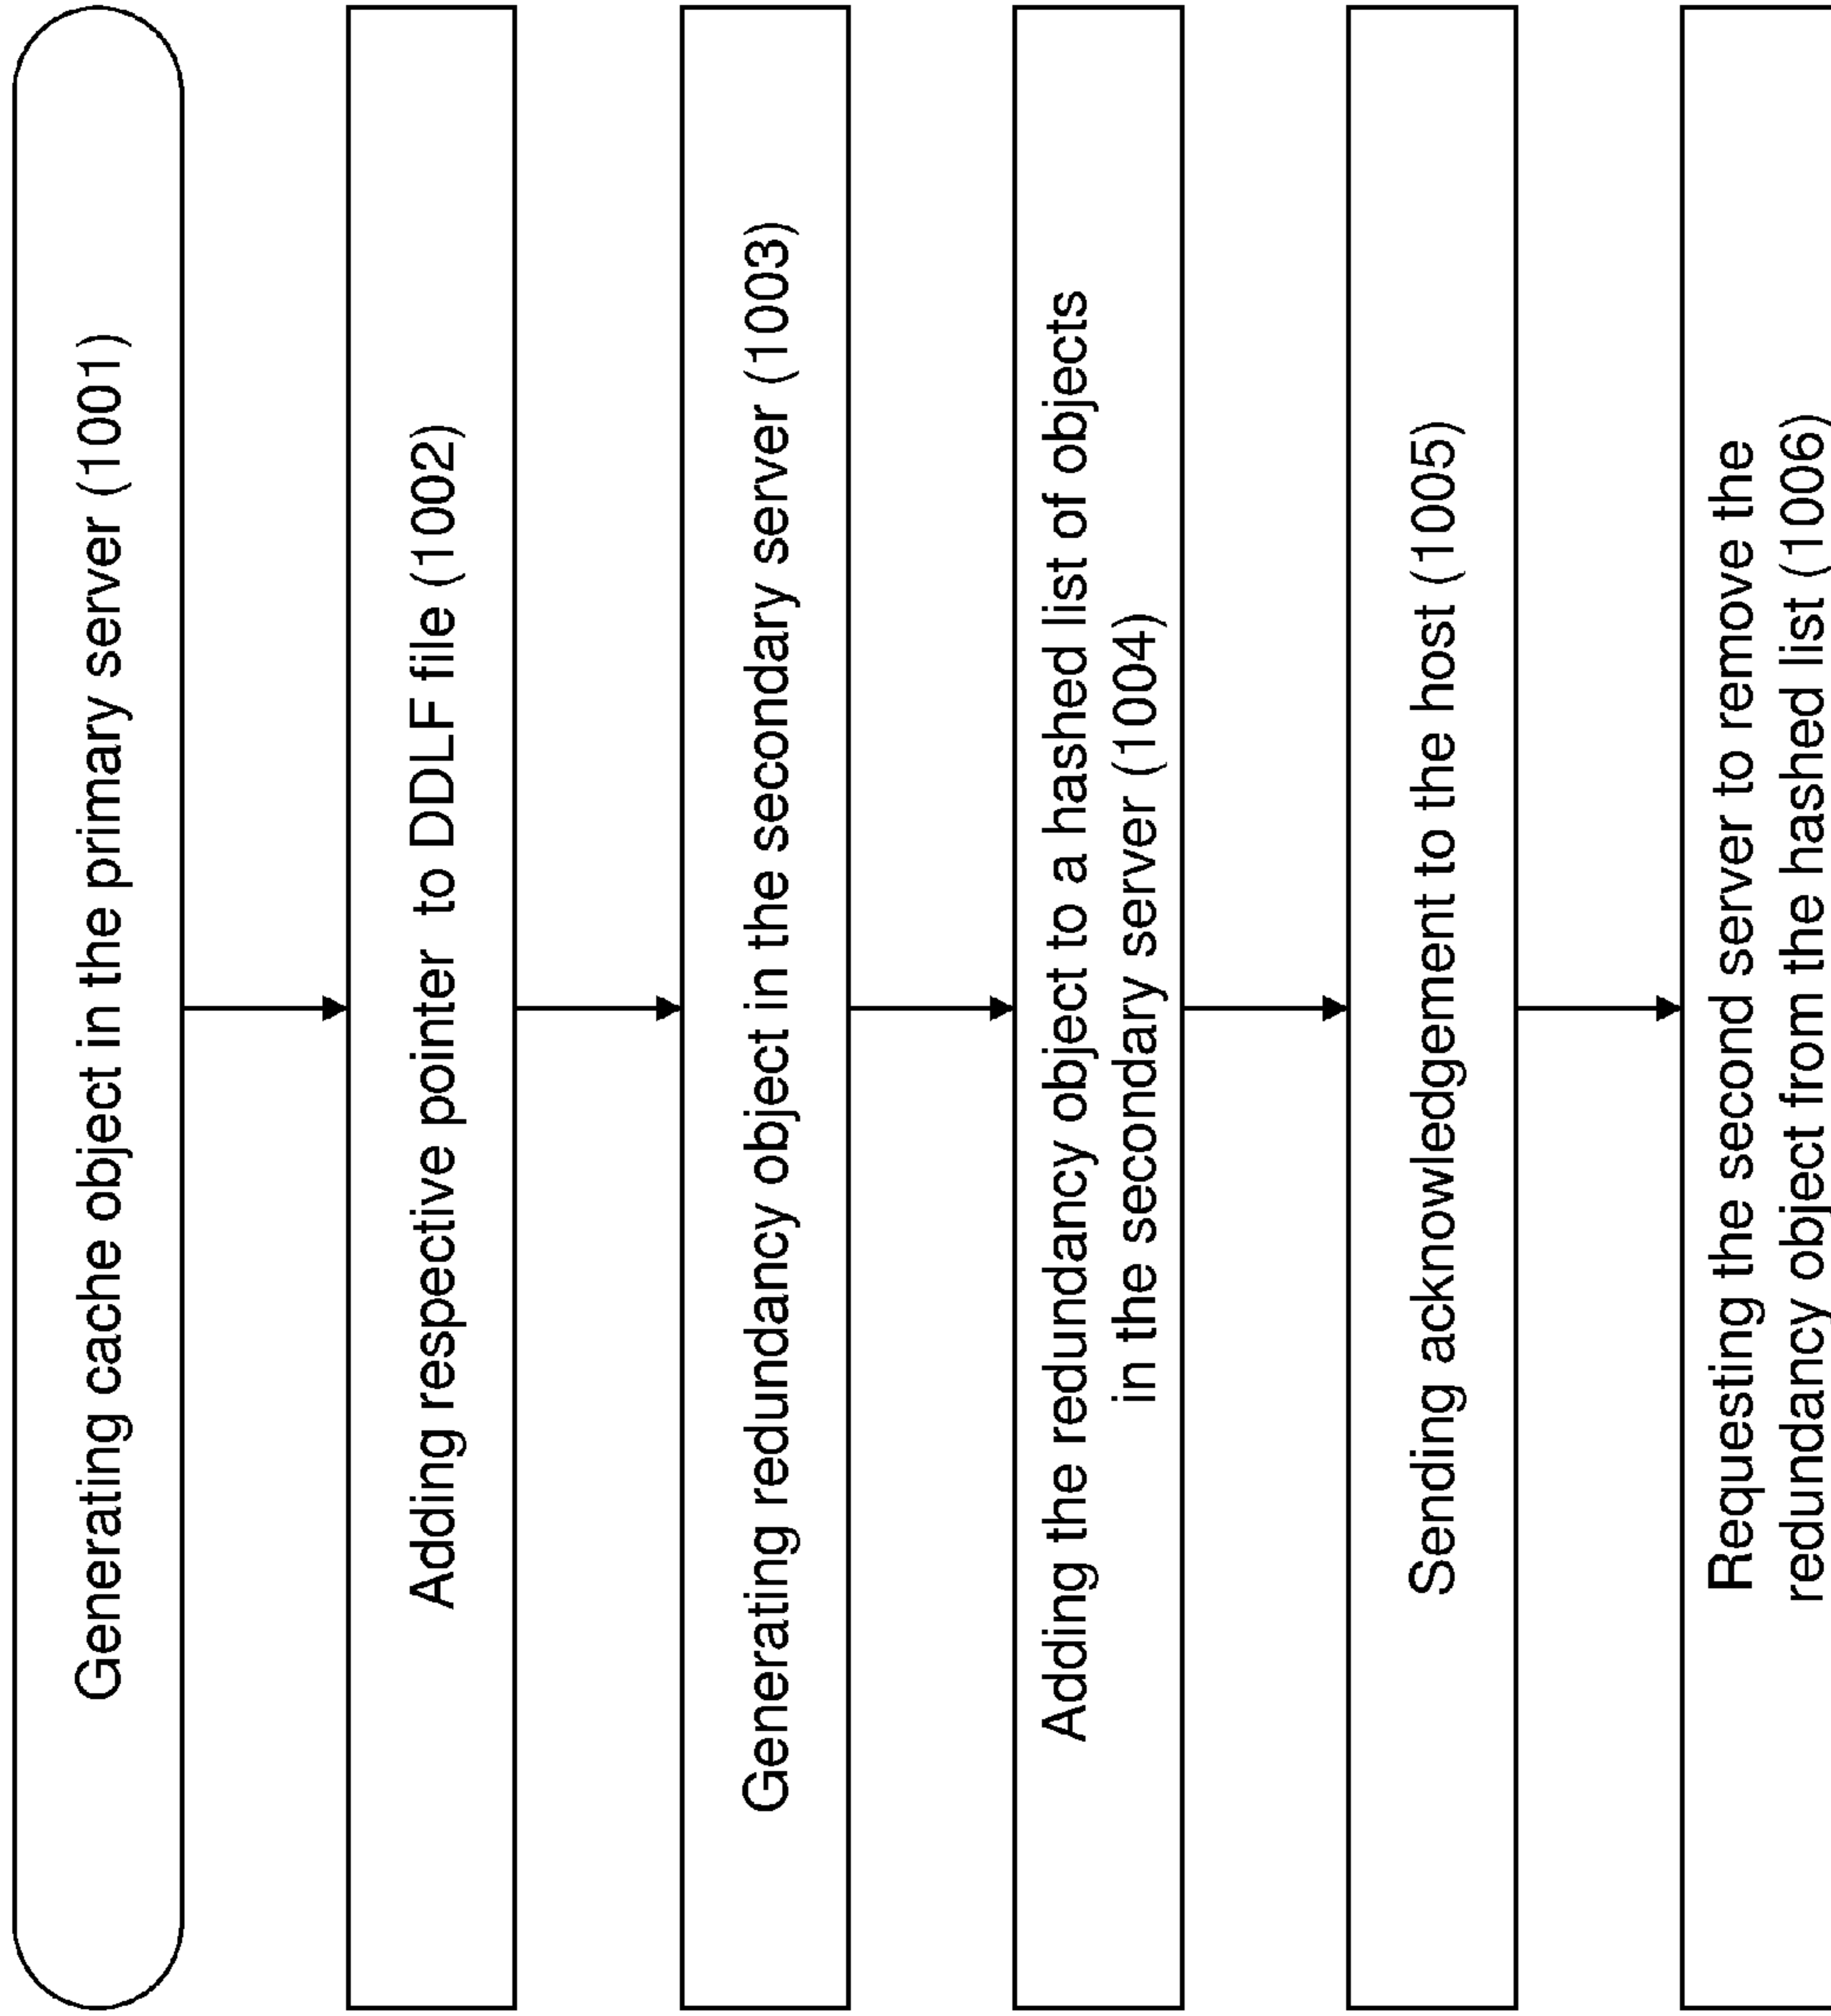 Generating cache object in the primary server (1001)
Adding respective pointer to DDLF file (1002)
Generating redundancy object in the secondary server (1003)
Adding the redundancy object to a hashed list of objects
in the secondary server (1004)
Sending acknowledgement to the host (1005)
Requesting the second server to remove the
redundancy object from the hashed list (1006)